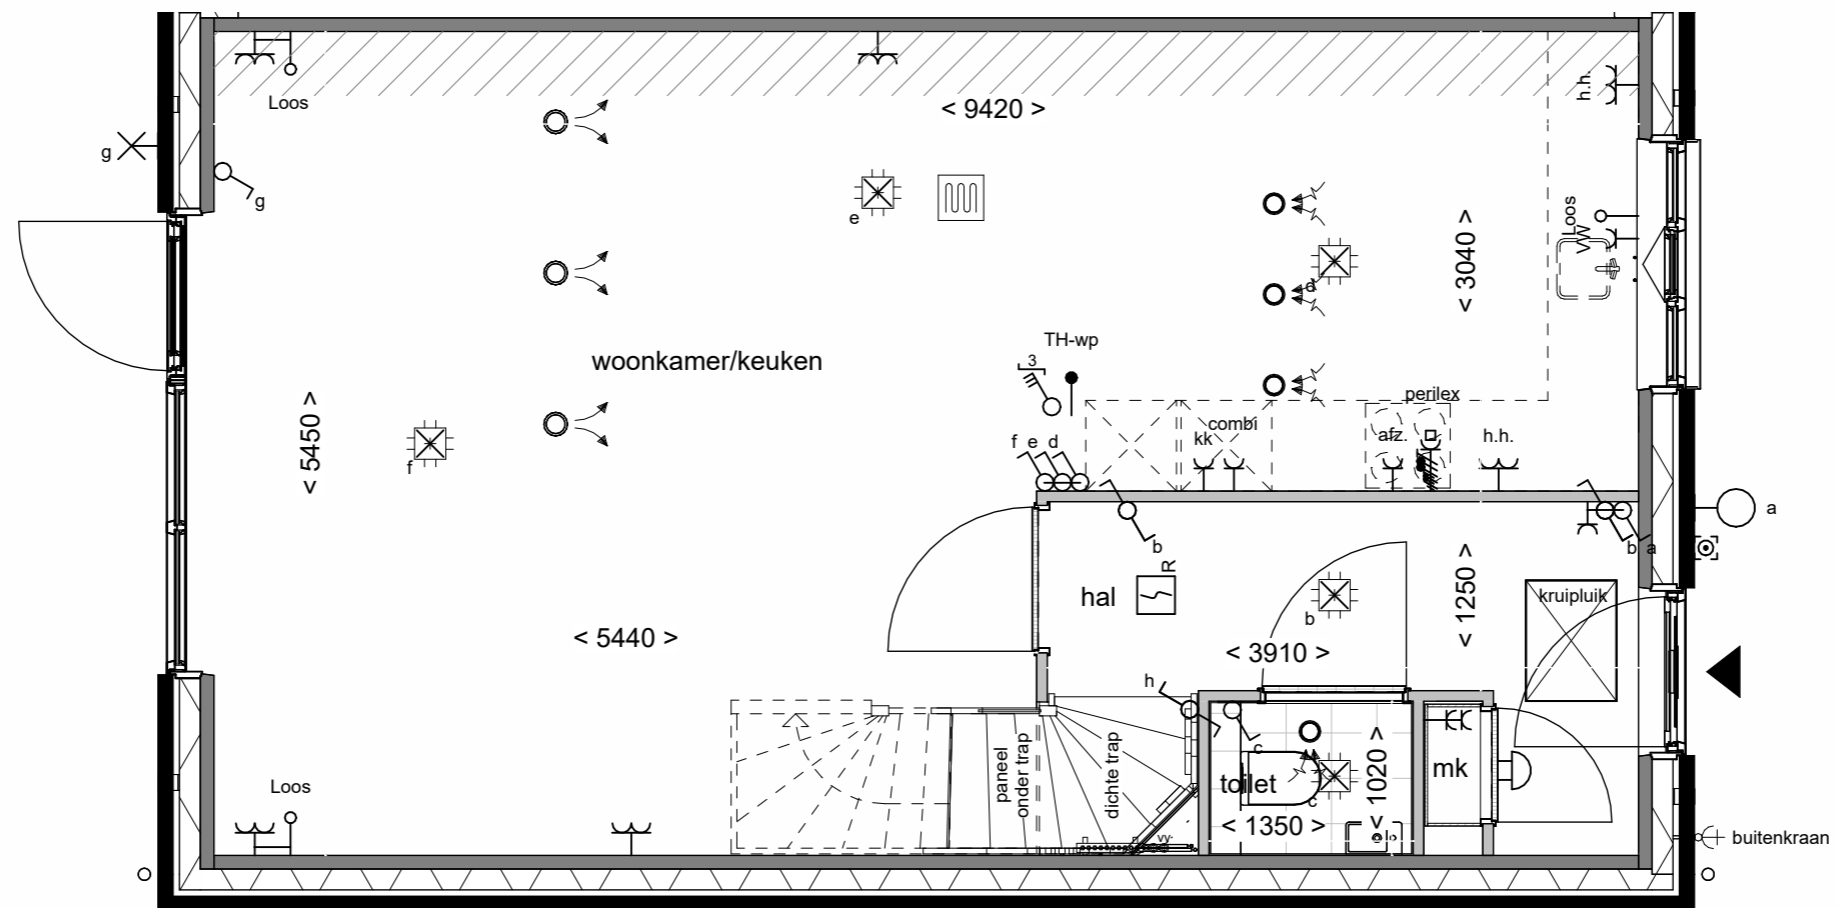 Loos
< 9420 >
h.h.
g
g
e
Loos
VW
< 3040 >
d
TH-wp
3
woonkamer/keuken
perilex
< 5450 >
f
combi
kk
afz.
h.h.
f e d
b
b a
a
R
hal
b
< 1250 >
kruipluik
< 5440 >
< 3910 >
h
c
paneel
onder trap
dichte trap
toilet
c
< 1020 >
mk
< 1350 >
Loos
vv.
buitenkraan